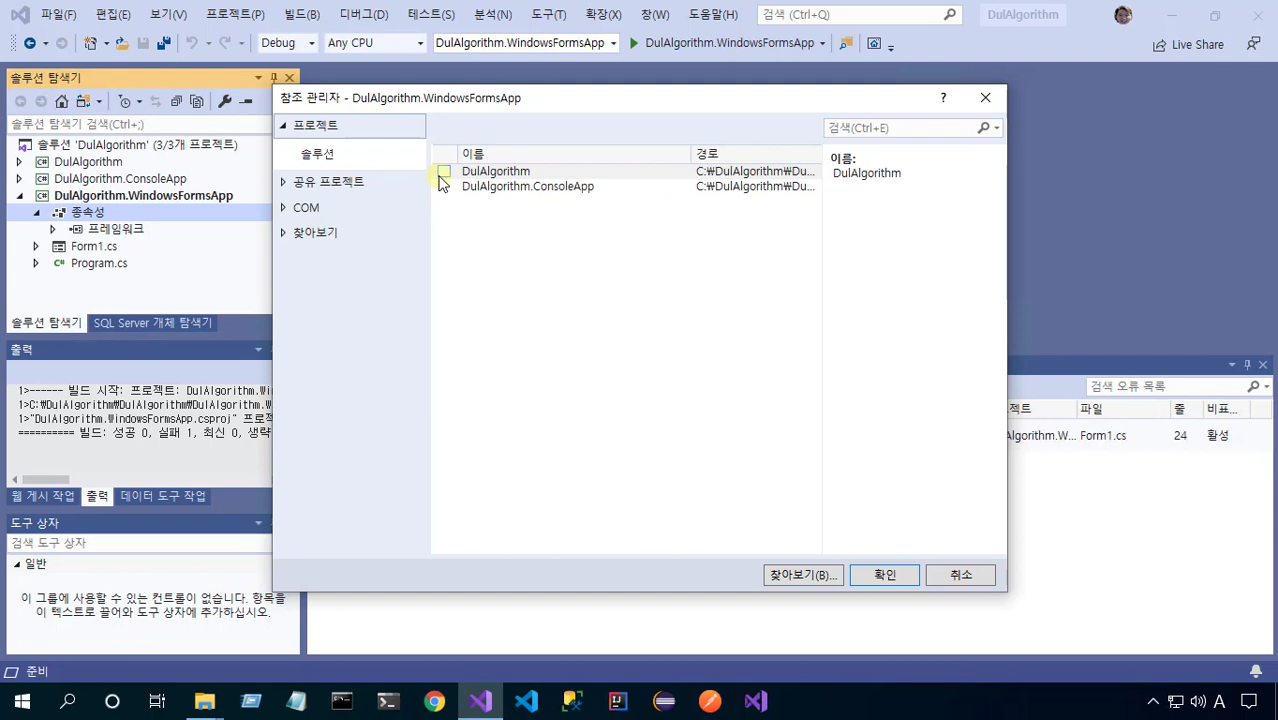 파일(F) 편집(E) 보기(V) 프로젝트(P) 빌드(B) 디버그(D) 테스트(S) 분석(N) 도구(T) 확장(X) 창(W) 도움말(H) 검색 (Ctrl+Q) DulAlgorithm
Debug Any CPU DulAlgorithm.WindowsFormsApp DulAlgorithm.WindowsFormsApp Live Share
솔루션 탐색기
솔루션 탐색기 검색(Ctrl+;)
솔루션 'DulAlgorithm' (3/3개 프로젝트)
DulAlgorithm
DulAlgorithm.ConsoleApp
DulAlgorithm.WindowsFormsApp
종속성
프레임워크
Form1.cs
Program.cs
솔루션 탐색기 SQL Server 개체 탐색기
출력
1>------ 빌드 시작: 프로젝트: DulAlgorithm.Wi
1>C:\DulAlgorithm\DulAlgorithm\DulAlgorithm.W
1>"DulAlgorithm.WindowsFormsApp.csproj" 프로젝
========== 빌드: 성공 0, 실패 1, 최신 0, 생략
웹 게시 작업 출력 데이터 도구 작업
도구 상자
검색 도구 상자
일반
이 그룹에 사용할 수 있는 컨트롤이 없습니다. 항목을
이 텍스트로 끌어와 도구 상자에 추가하십시오.
참조 관리자 - DulAlgorithm.WindowsFormsApp
?
프로젝트
솔루션
공유 프로젝트
COM
찾아보기
검색(Ctrl+E)
이름 경로
DulAlgorithm C:\DulAlgorithm\Du...
DulAlgorithm.ConsoleApp C:\DulAlgorithm\Du...
이름:
DulAlgorithm
찾아보기(B)... 확인 취소
검색 오류 목록
젝트 파일 줄 비표...
Algorithm.W... Form1.cs 24 활성
준비
A